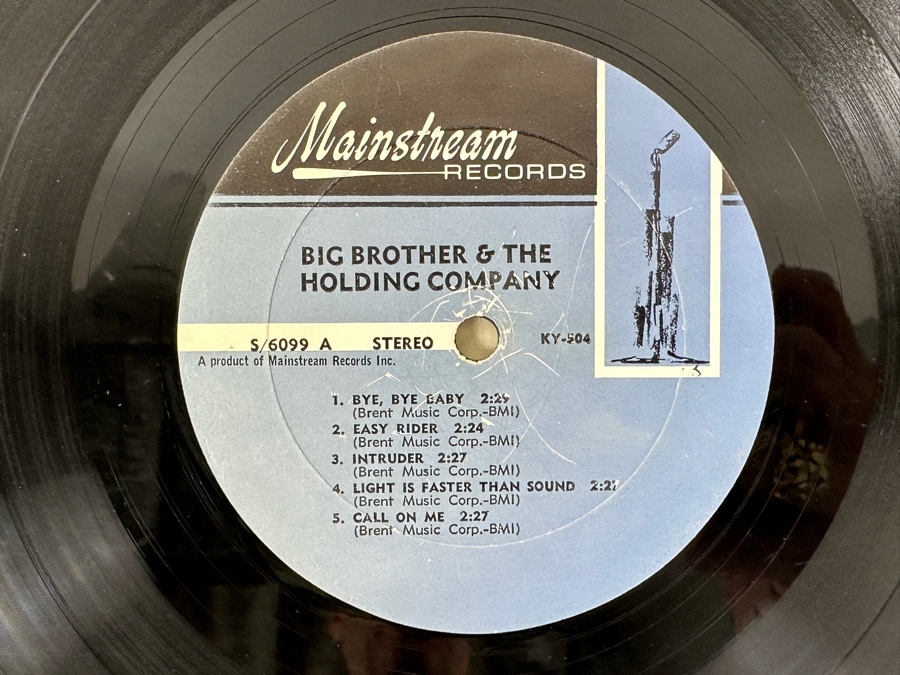 Mainstream
RECORDS
BIG BROTHER & THE
HOLDING COMPANY
S/6099 A STEREO KY-504
A product of Mainstream Records Inc.
1. BYE, BYE BABY 2:29
(Brent Music Corp.-BMI)
2. EASY RIDER 2:24
(Brent Music Corp.-BMI)
3. INTRUDER 2:27
(Brent Music Corp.-BMI)
4. LIGHT IS FASTER THAN SOUND
(Brent Music Corp.-BMI)
5. CALL ON ME 2:27
(Brent Music Corp.-BMI)